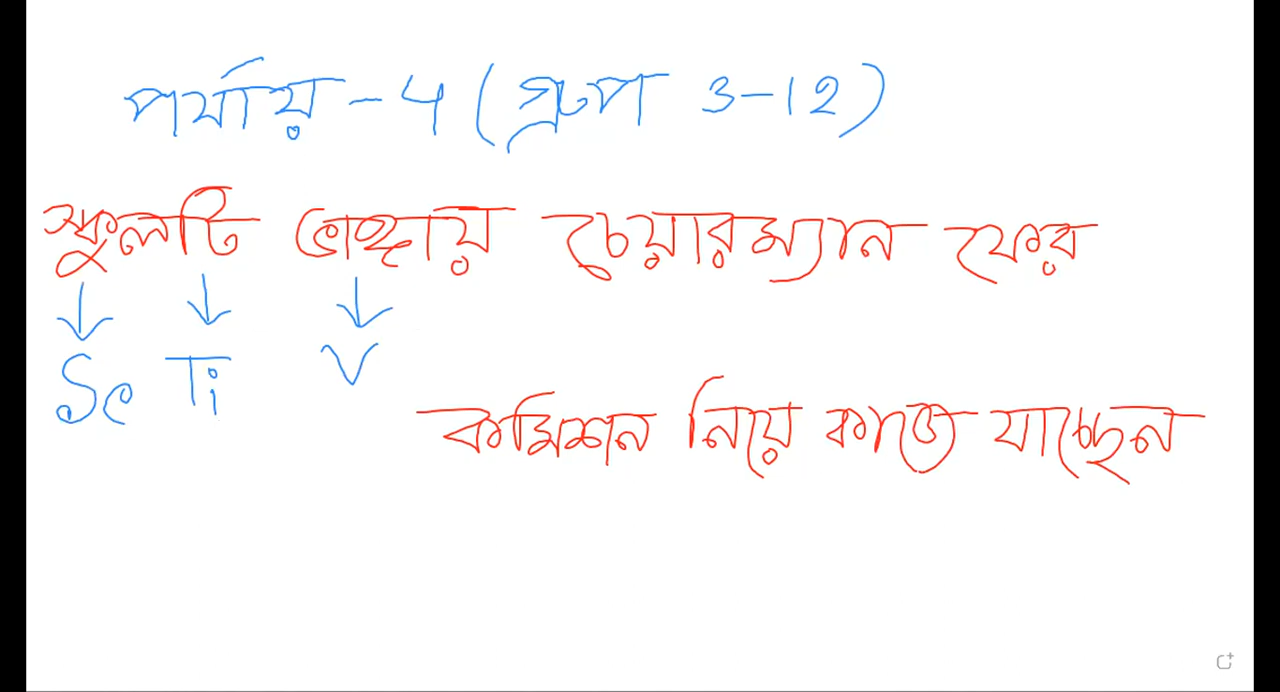 পর্যায় - 4 (গ্রুপ 3-12)
স্কুলটি ভাঙ্গায় চেয়ারম্যান ফের
↓ ↓ ↓
Sc Ti V
কমিশন নিয়ে কাজে যাচ্ছেন